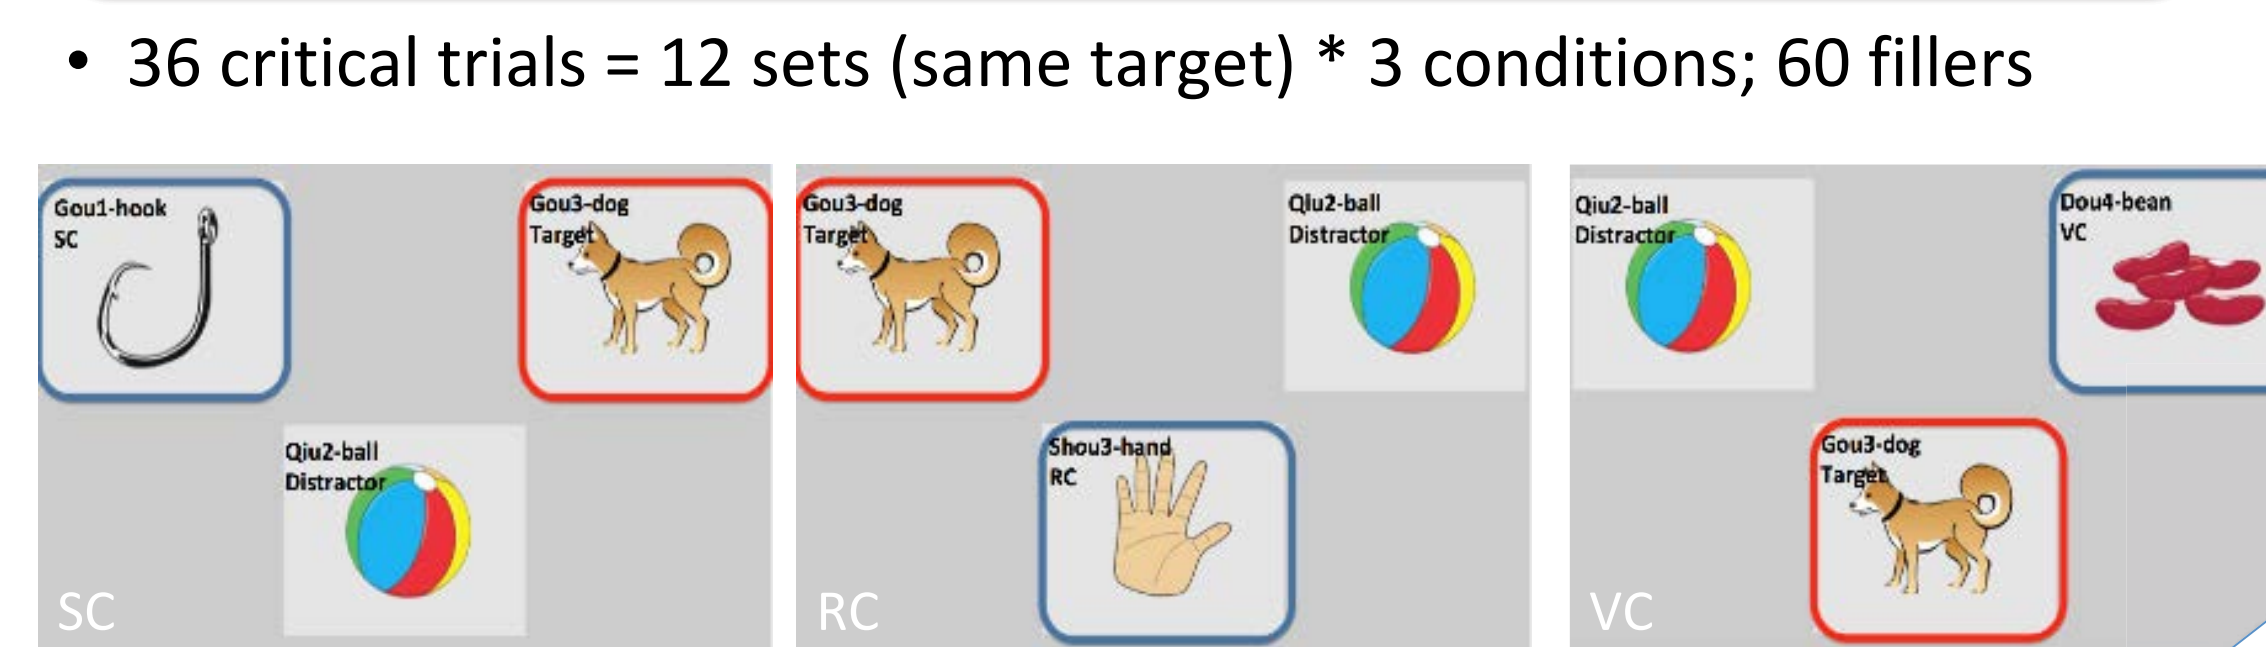 • 36 critical trials = 12 sets (same target) * 3 conditions; 60 fillers
Gou1-hook
SC
Gou3-dog
Target
Qiu2-ball
Distractor
SC
Gou3-dog
Target
Qiu2-ball
Distractor
Shou3-hand
RC
RC
Qiu2-ball
Distractor
Dou4-bean
VC
Gou3-dog
Target
VC